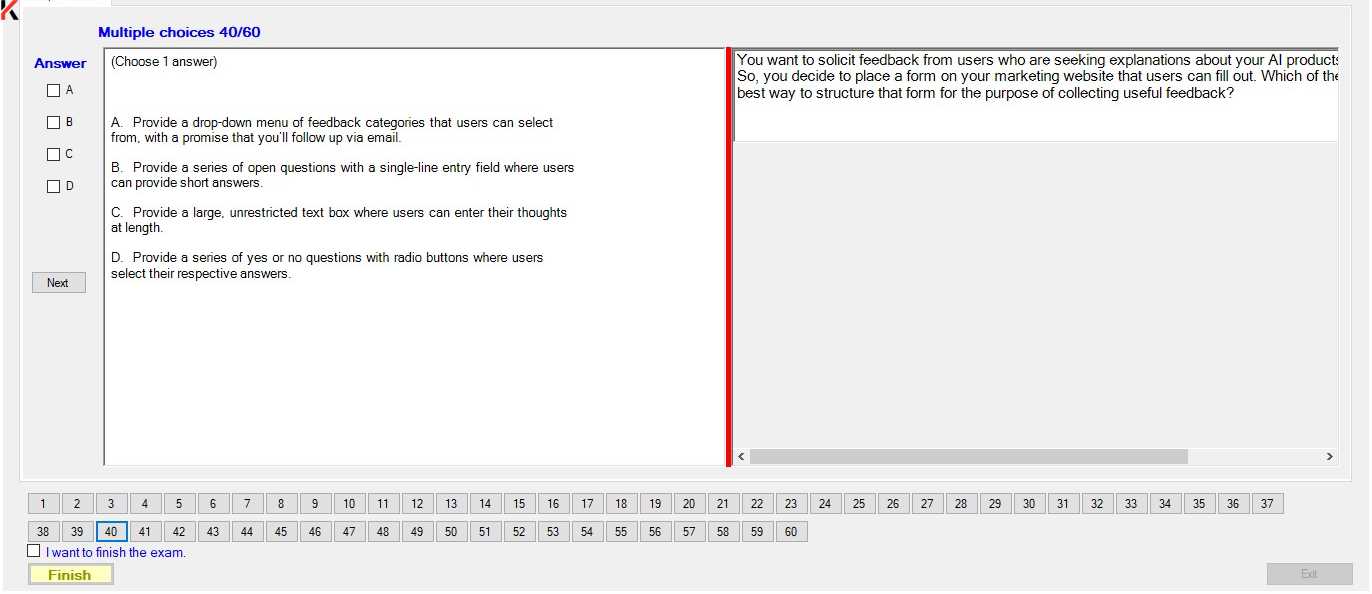 Multiple choices 40/60
Answer
A
B
C
D
Next
(Choose 1 answer)
A. Provide a drop-down menu of feedback categories that users can select
from, with a promise that you'll follow up via email.
B. Provide a series of open questions with a single-line entry field where users
can provide short answers.
C. Provide a large, unrestricted text box where users can enter their thoughts
at length.
D. Provide a series of yes or no questions with radio buttons where users
select their respective answers.
You want to solicit feedback from users who are seeking explanations about your AI products
So, you decide to place a form on your marketing website that users can fill out. Which of the
best way to structure that form for the purpose of collecting useful feedback?
1 2 3 4 5 6 7 8 9 10 11 12 13 14 15 16 17 18 19 20 21 22 23 24 25 26 27 28 29 30 31 32 33 34 35 36 37
38 39 40 41 42 43 44 45 46 47 48 49 50 51 52 53 54 55 56 57 58 59 60
I want to finish the exam.
Finish
Exit